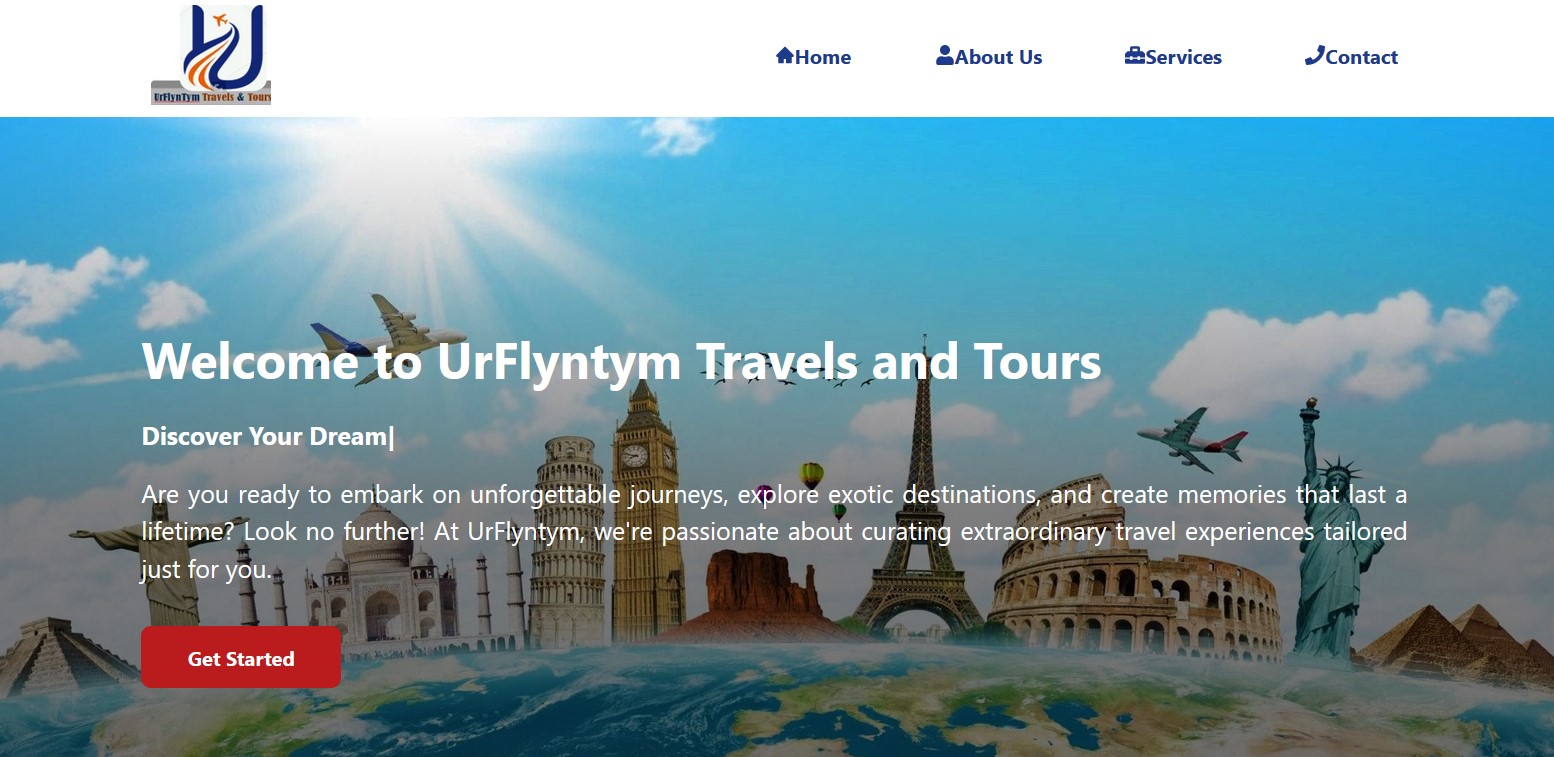 UrFlynTym Travels & Tours
Home
About Us
Services
Contact
Welcome to UrFlyntym Travels and Tours
Discover Your Dream|
Are you ready to embark on unforgettable journeys, explore exotic destinations, and create memories that last a
lifetime? Look no further! At UrFlyntym, we're passionate about curating extraordinary travel experiences tailored
just for you.
Get Started